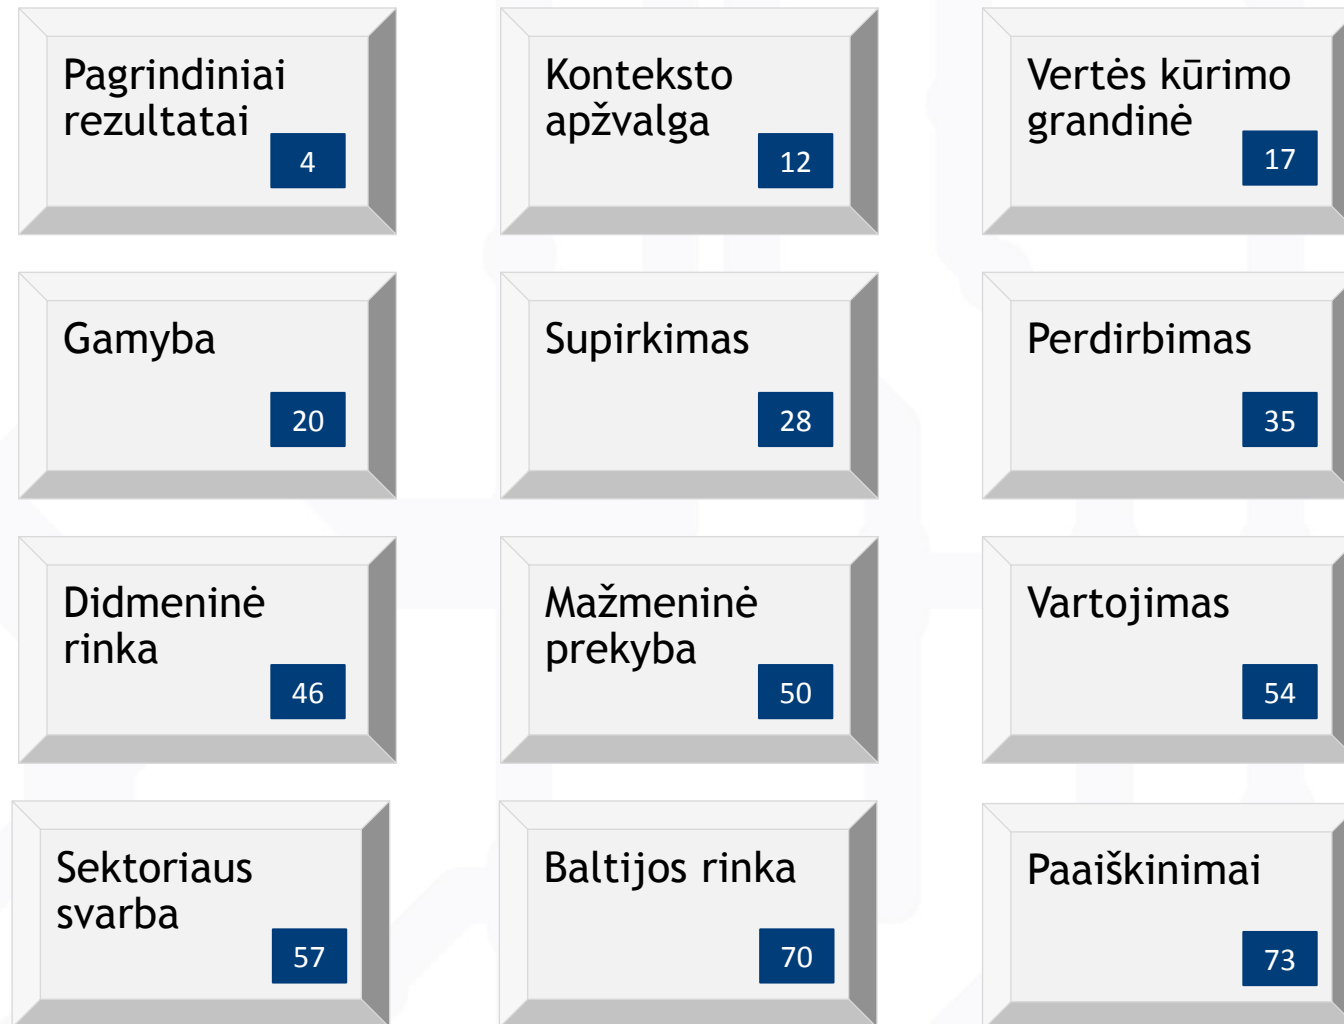 Pagrindiniai
rezultatai
4
Konteksto
apžvalga
12
Vertės kūrimo
grandinė
17
Gamyba
20
Supirkimas
28
Perdirbimas
35
Didmeninė
rinka
46
Mažmeninė
prekyba
50
Vartojimas
54
Sektoriaus
svarba
57
Baltijos rinka
70
Paaiškinimai
73